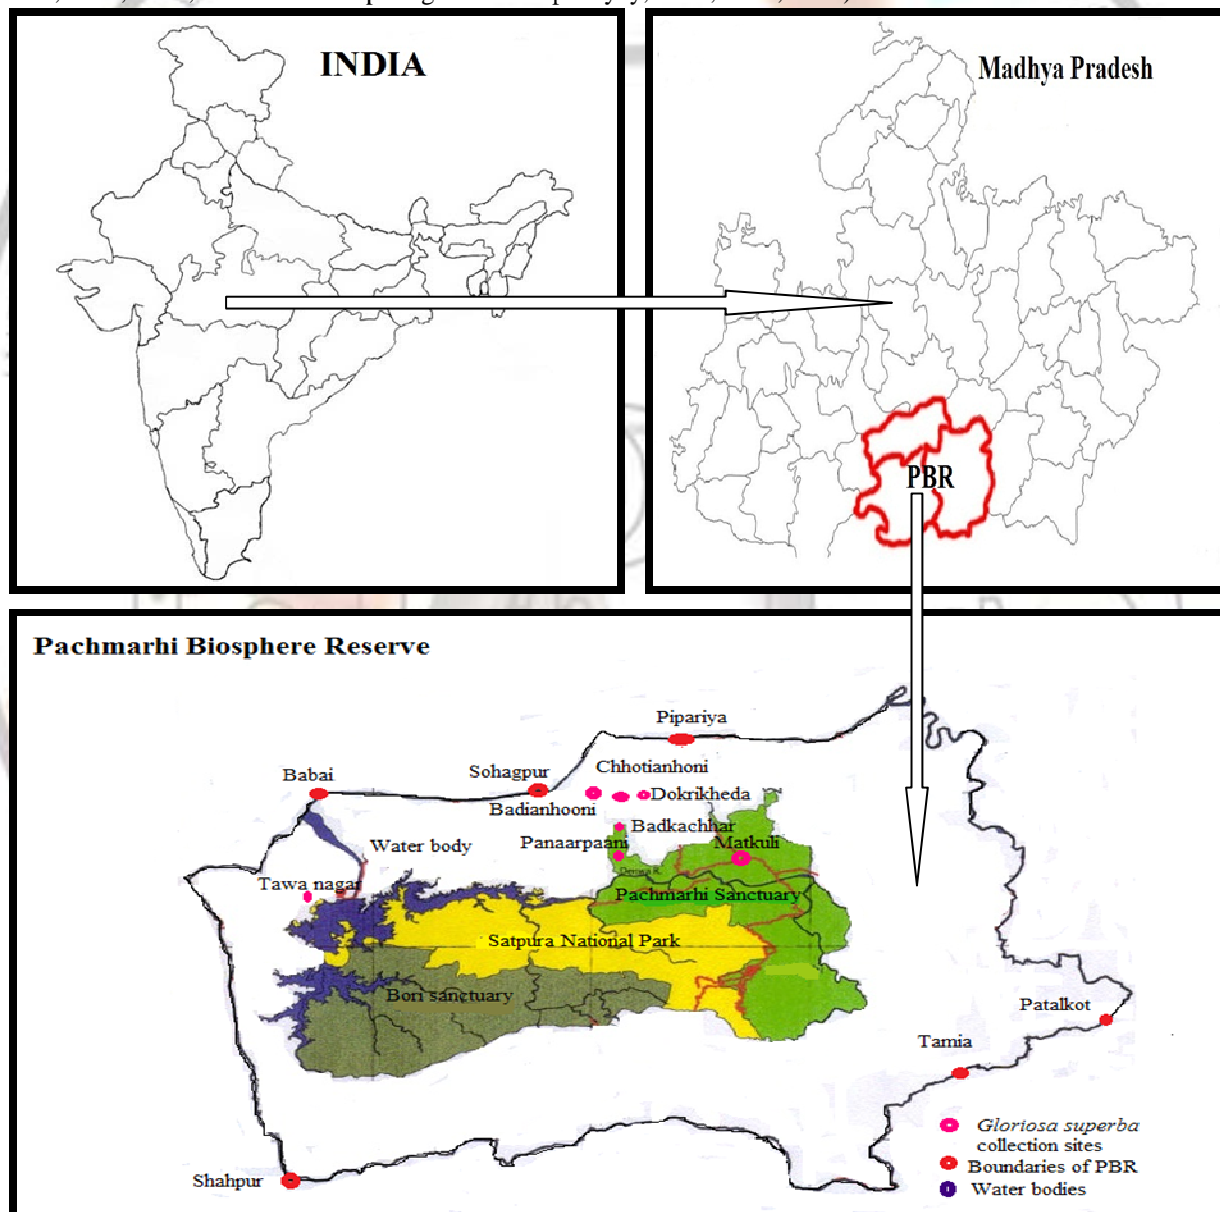 INDIA
Madhya Pradesh
PBR
Pachmarhi Biosphere Reserve
Pipariya
Chhotianhoni
Sohagpur
Babai
Badianhooni
Dokrikheda
Badkachhar
Panaarpaani
Matkuli
Water body
Tawa nagar
Pachmarhi Sanctuary
Satpura National Park
Bori sanctuary
Patalkot
Tamia
Gloriosa superba
collection sites
Boundaries of PBR
Water bodies
Shahpur